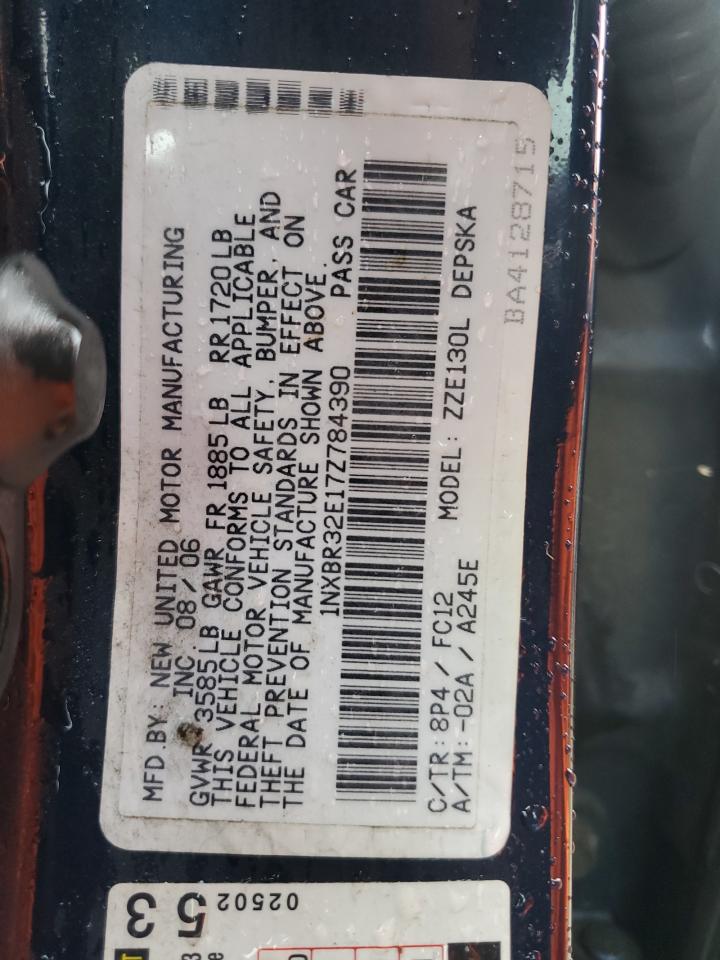 MFD.BY: NEW UNITED MOTOR MANUFACTURING
INC. 08/06
GVWR 3585LB GAWR FR 1885LB RR1720LB
THIS VEHICLE CONFORMS TO ALL APPLICABLE
FEDERAL MOTOR VEHICLE SAFETY, BUMPER, AND
THEFT PREVENTION STANDARDS IN EFFECT ON
THE DATE OF MANUFACTURE SHOWN ABOVE.
1NXBR32E17Z784390 PASS CAR
C/TR: 8P4 / FC12 MODEL: ZZE130L DEPSKA
A/TM: -02A / A245E
BA4128715
02502
53